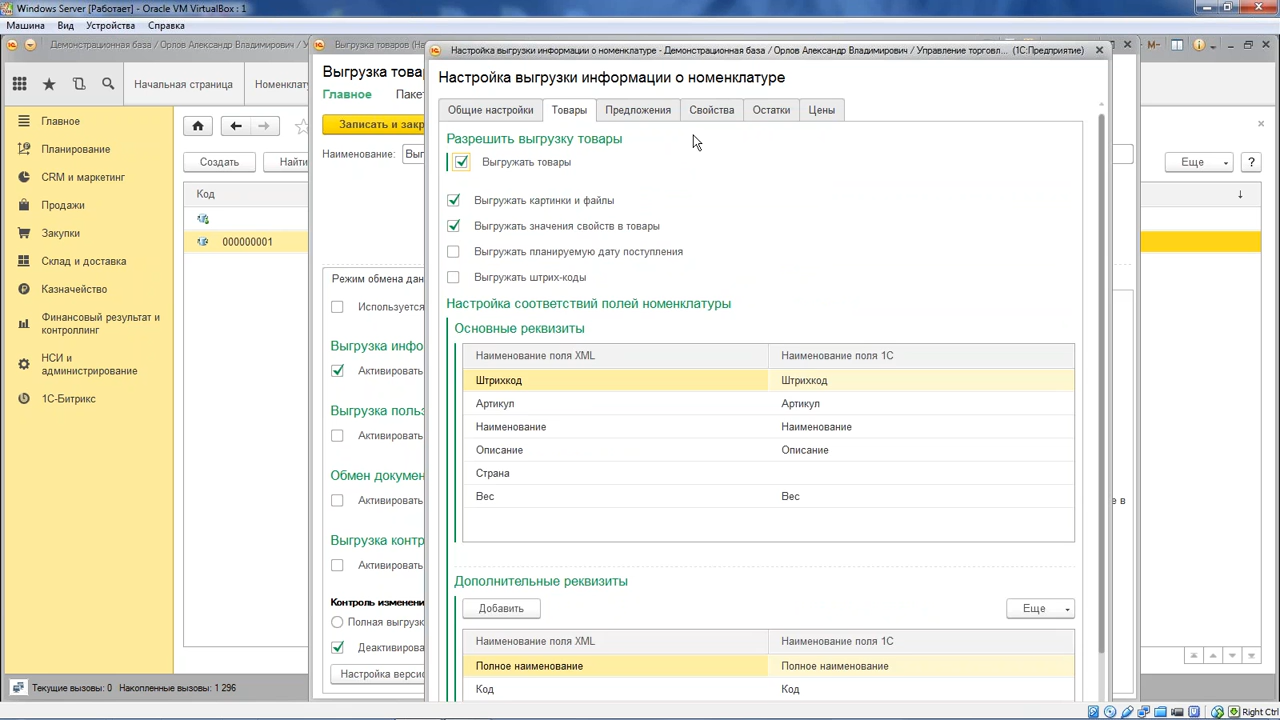 Windows Server [Работает] - Oracle VM VirtualBox : 1
Машина Вид Устройства Справка
Демонстрационная база / Орлов Александр Владимирович / У
Выгрузка товаров (На
Настройка выгрузки информации о номенклатуре - Демонстрационная база / Орлов Александр Владимирович / Управление торговл... (1С:Предприятие)
M-
Начальная страница
Номенклат
Главное
Планирование
CRM и маркетинг
Продажи
Закупки
Склад и доставка
Казначейство
Финансовый результат и
контроллинг
НСИ и
администрирование
1С-Битрикс
Создать
Найти
Еще
?
Код
000000001
Выгрузка това
Главное
Паке
Записать и закр
Наименование:
Выг
Режим обмена дан
Используется
Выгрузка инфо
Активировать
Выгрузка поль
Активировать
Обмен докумен
Активировать
е в
Выгрузка конт
Активировать
Контроль изменени
Полная выгрузк
Деактивирова
Настройка верси
Настройка выгрузки информации о номенклатуре
Общие настройки Товары Предложения Свойства Остатки Цены
Разрешить выгрузку товары
Выгружать товары
Выгружать картинки и файлы
Выгружать значения свойств в товары
Выгружать планируемую дату поступления
Выгружать штрих-коды
Настройка соответствий полей номенклатуры
Основные реквизиты
Наименование поля XML Наименование поля 1С
Штрихкод Штрихкод
Артикул Артикул
Наименование Наименование
Описание Описание
Страна
Вес Вес
Дополнительные реквизиты
Добавить
Еще
Наименование поля XML Наименование поля 1С
Полное наименование Полное наименование
Код Код
Текущие вызовы: 0 Накопленные вызовы: 1 296
Right Ctrl